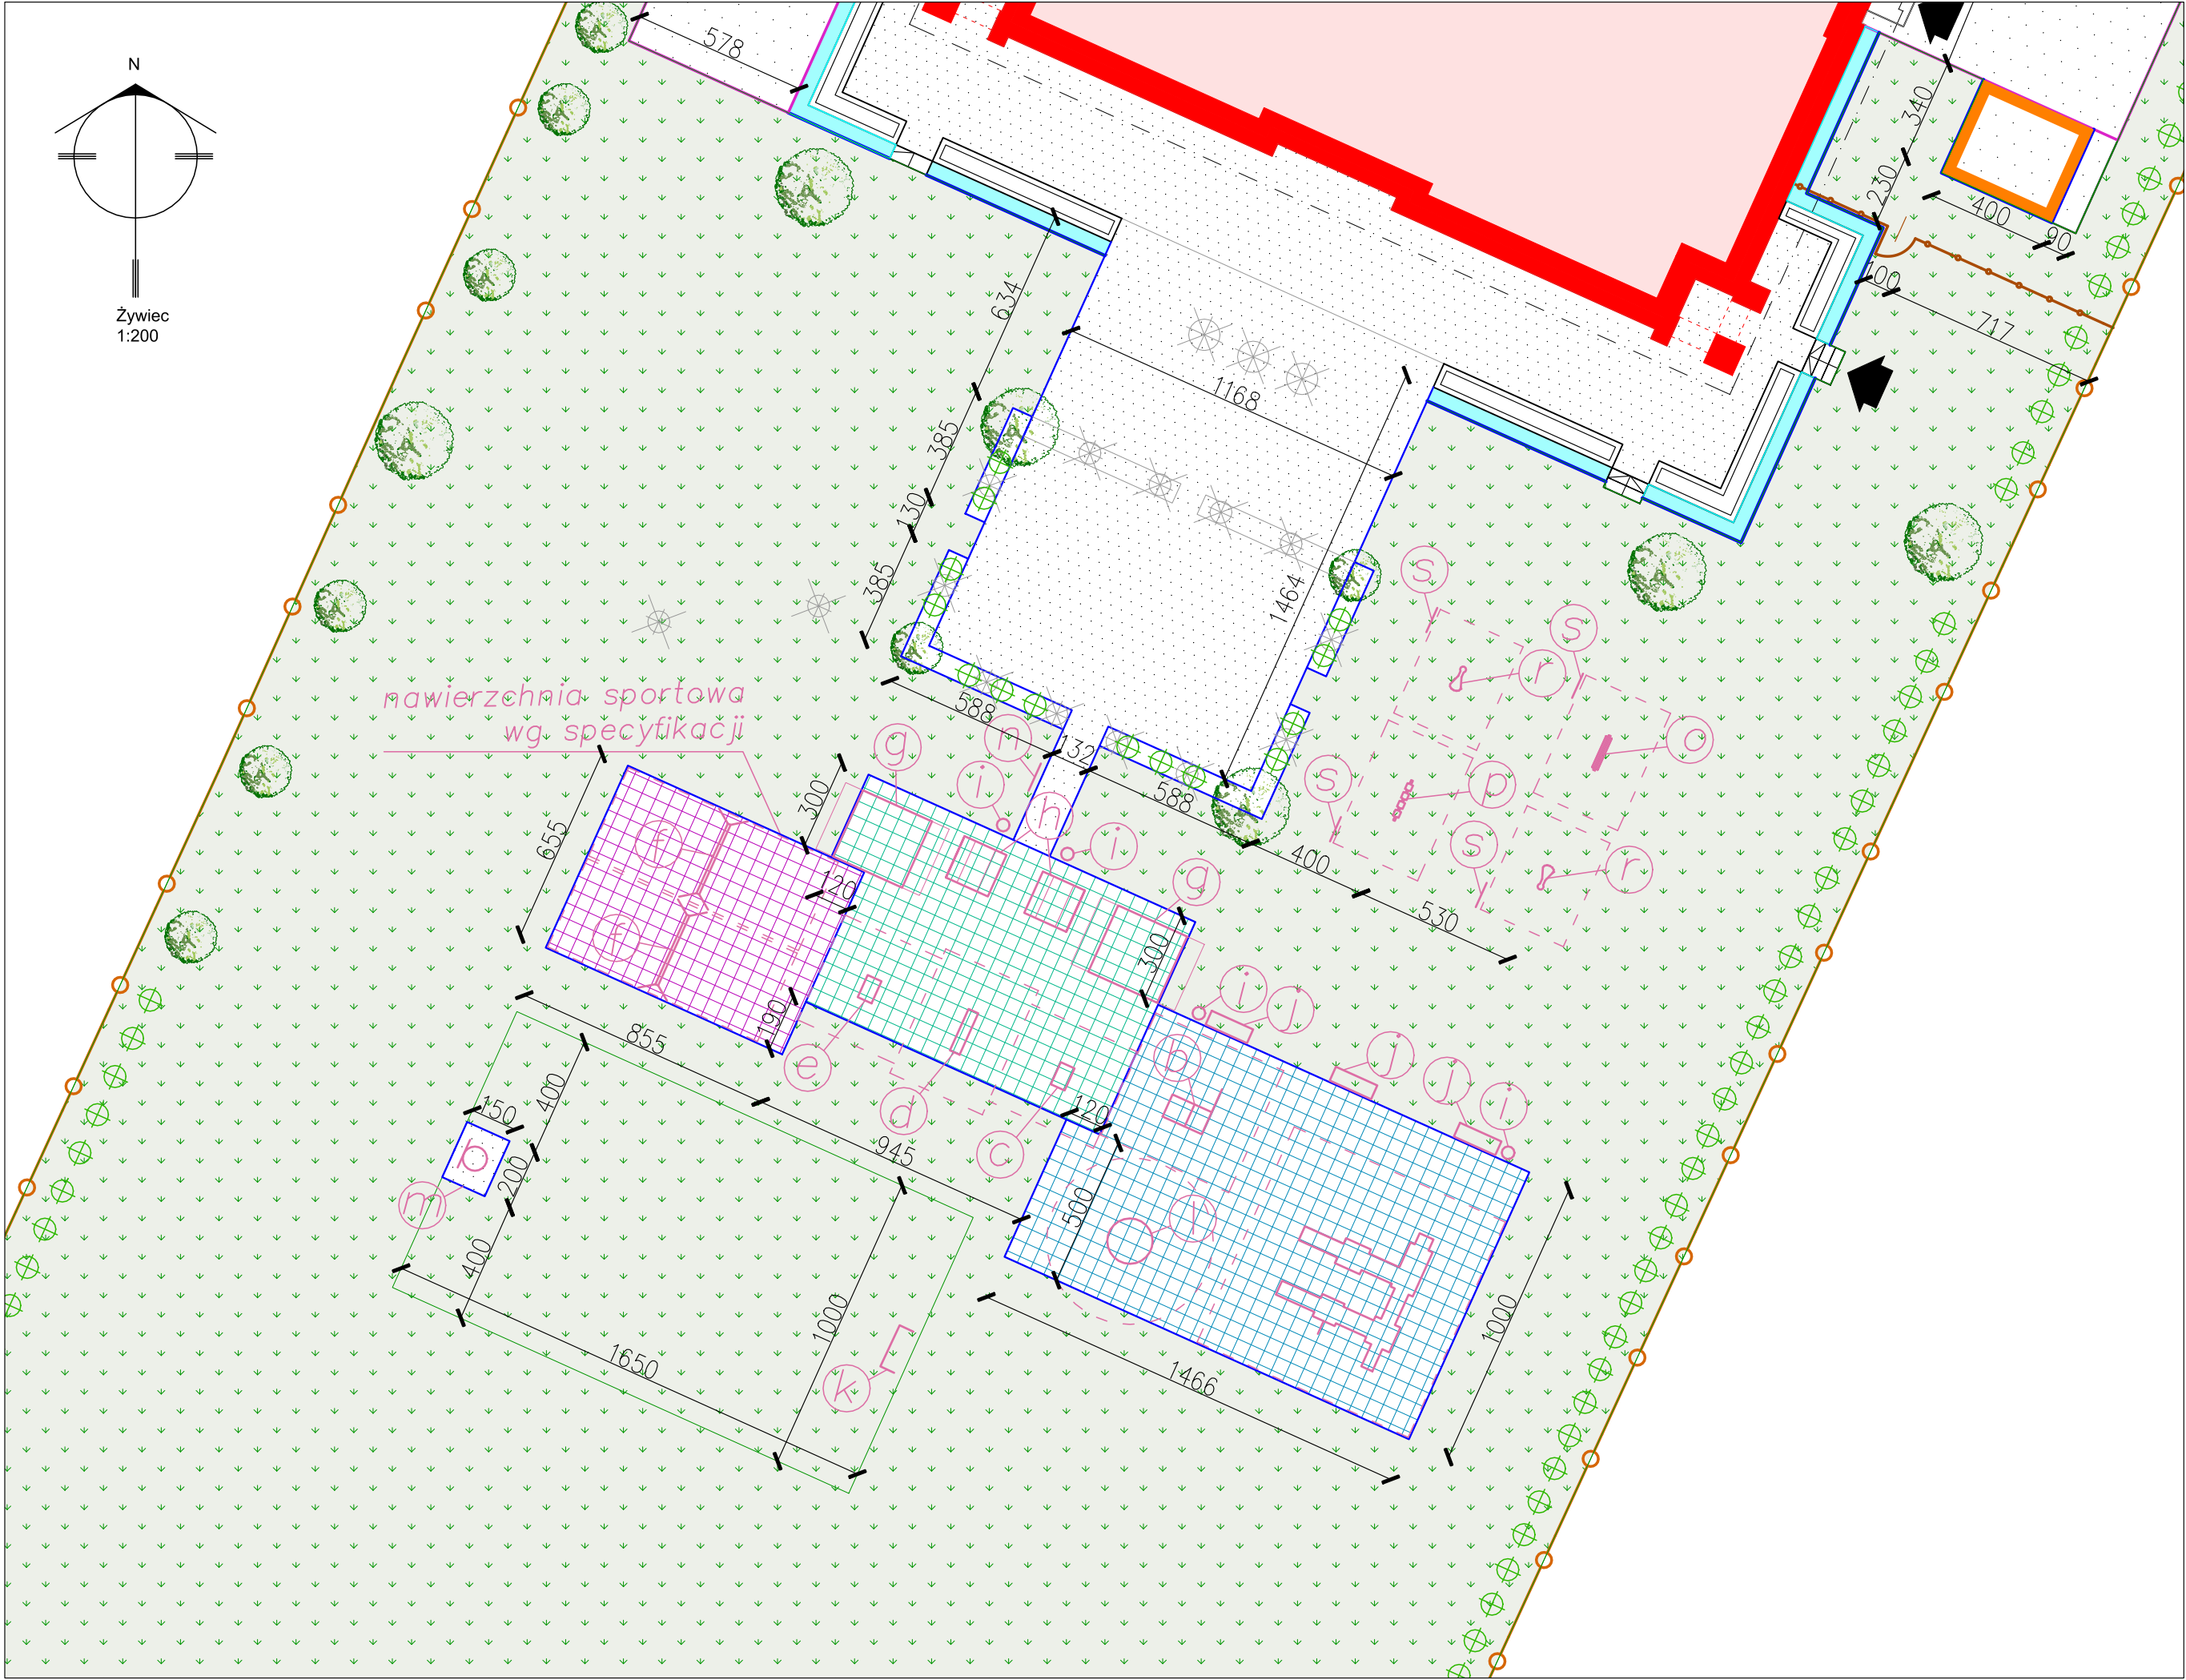 N
Żywiec
1:200
578
340
230
400
90
100
717
634
1168
385
130
385
1464
s
s
r
o
s
p
s
r
nawierzchnia sportowa
wg specyfikacji
588
132
588
400
530
g
n
i
h
i
g
300
655
f
f
120
300
190
e
d
c
120
b
i
j
j
j
i
l
855
945
400
150
200
400
p
m
500
1000
1000
1650
1466
k